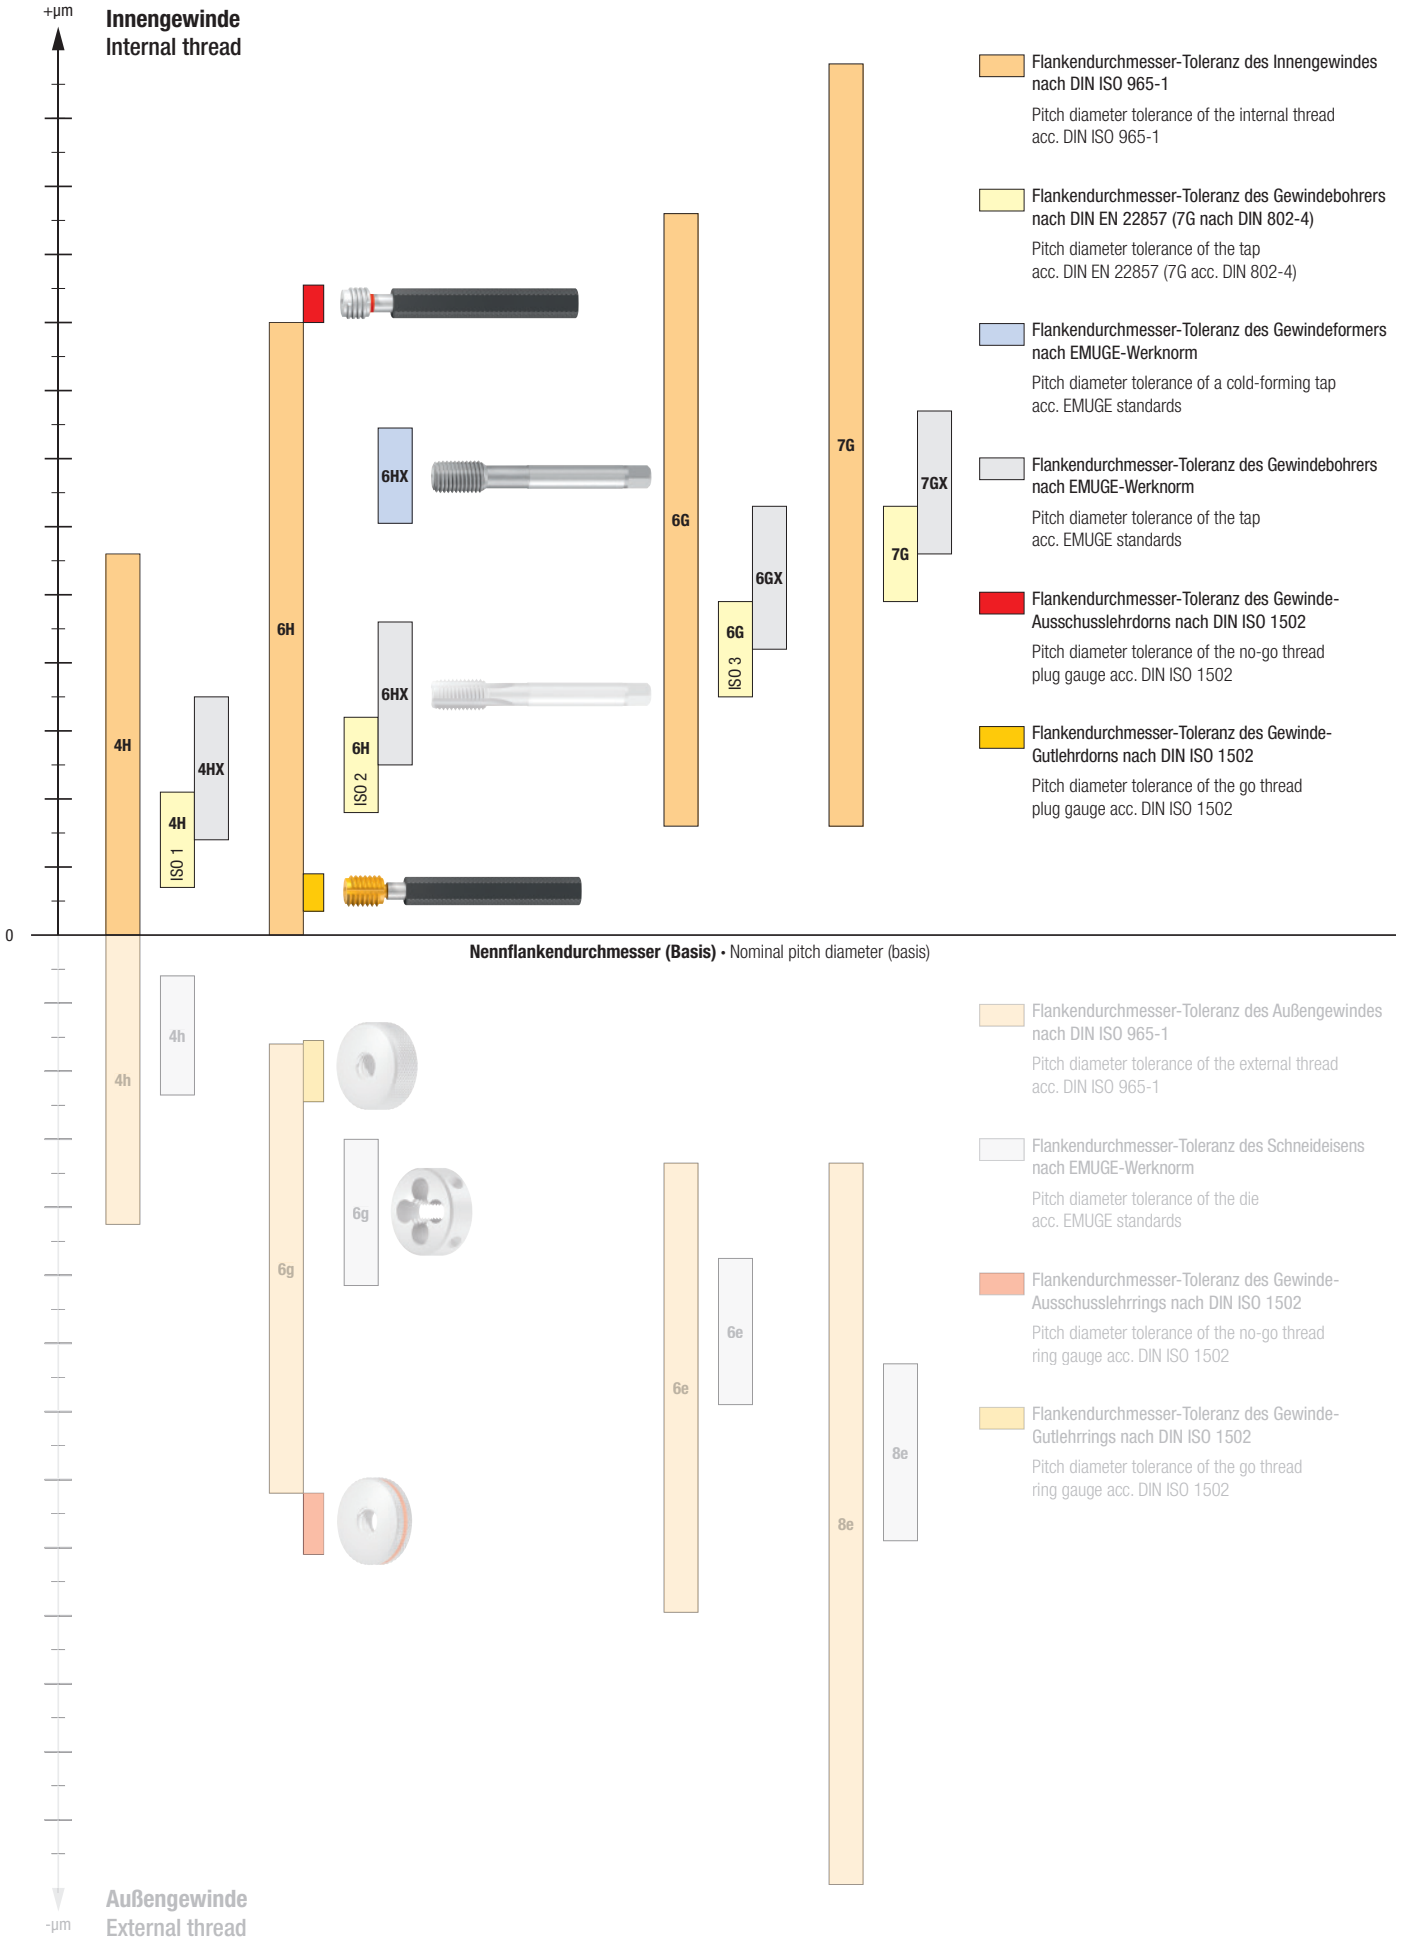 +µm
Innengewinde
Internal thread
Flankendurchmesser-Toleranz des Innengewindes
nach DIN ISO 965-1
Pitch diameter tolerance of the internal thread
acc. DIN ISO 965-1
Flankendurchmesser-Toleranz des Gewindebohrers
nach DIN EN 22857 (7G nach DIN 802-4)
Pitch diameter tolerance of the tap
acc. DIN EN 22857 (7G acc. DIN 802-4)
Flankendurchmesser-Toleranz des Gewindeformers
nach EMUGE-Werknorm
Pitch diameter tolerance of a cold-forming tap
acc. EMUGE standards
Flankendurchmesser-Toleranz des Gewindebohrers
nach EMUGE-Werknorm
Pitch diameter tolerance of the tap
acc. EMUGE standards
Flankendurchmesser-Toleranz des Gewinde-
Ausschusslehrdorns nach DIN ISO 1502
Pitch diameter tolerance of the no-go thread
plug gauge acc. DIN ISO 1502
Flankendurchmesser-Toleranz des Gewinde-
Gutlehrdorns nach DIN ISO 1502
Pitch diameter tolerance of the go thread
plug gauge acc. DIN ISO 1502
4H
4H
ISO 1
4HX
6H
6H
ISO 2
6HX
6HX
6G
6G
ISO 3
6GX
7G
7G
7GX
0
Nennflankendurchmesser (Basis) • Nominal pitch diameter (basis)
4h
4h
6g
6g
6e
6e
8e
8e
Flankendurchmesser-Toleranz des Außengewindes
nach DIN ISO 965-1
Pitch diameter tolerance of the external thread
acc. DIN ISO 965-1
Flankendurchmesser-Toleranz des Schneideisens
nach EMUGE-Werknorm
Pitch diameter tolerance of the die
acc. EMUGE standards
Flankendurchmesser-Toleranz des Gewinde-
Ausschusslehrrings nach DIN ISO 1502
Pitch diameter tolerance of the no-go thread
ring gauge acc. DIN ISO 1502
Flankendurchmesser-Toleranz des Gewinde-
Gutlehrrings nach DIN ISO 1502
Pitch diameter tolerance of the go thread
ring gauge acc. DIN ISO 1502
Außengewinde
External thread
-µm